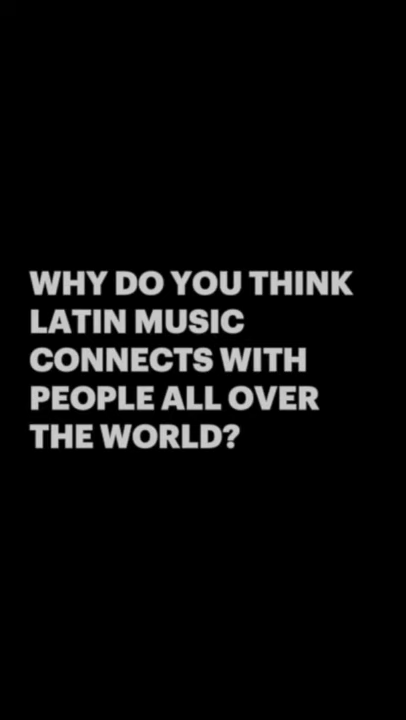 WHY DO YOU THINK
LATIN MUSIC
CONNECTS WITH
PEOPLE ALL OVER
THE WORLD?